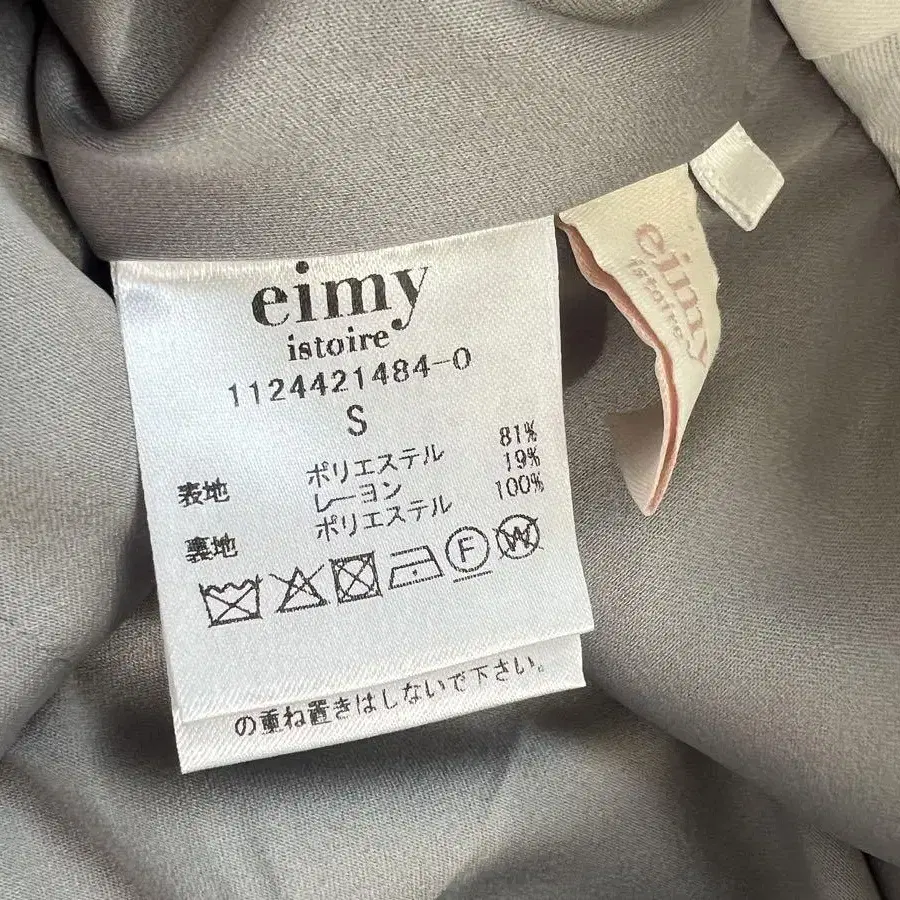 eimy
istoire
1124421484-0
S
表地 ポリエステル 81%
レーヨン 19%
裏地 ポリエステル 100%
F W
の重ね置きはしないで下さい。
eimy
istoire